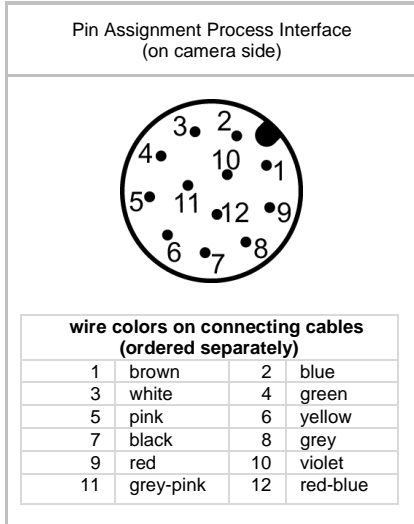 Pin Assignment Process Interface
(on camera side)
3 2
4 10 1
5 11 12 9
6 7 8
wire colors on connecting cables
(ordered separately)
1 brown 2 blue
3 white 4 green
5 pink 6 yellow
7 black 8 grey
9 red 10 violet
11 grey-pink 12 red-blue